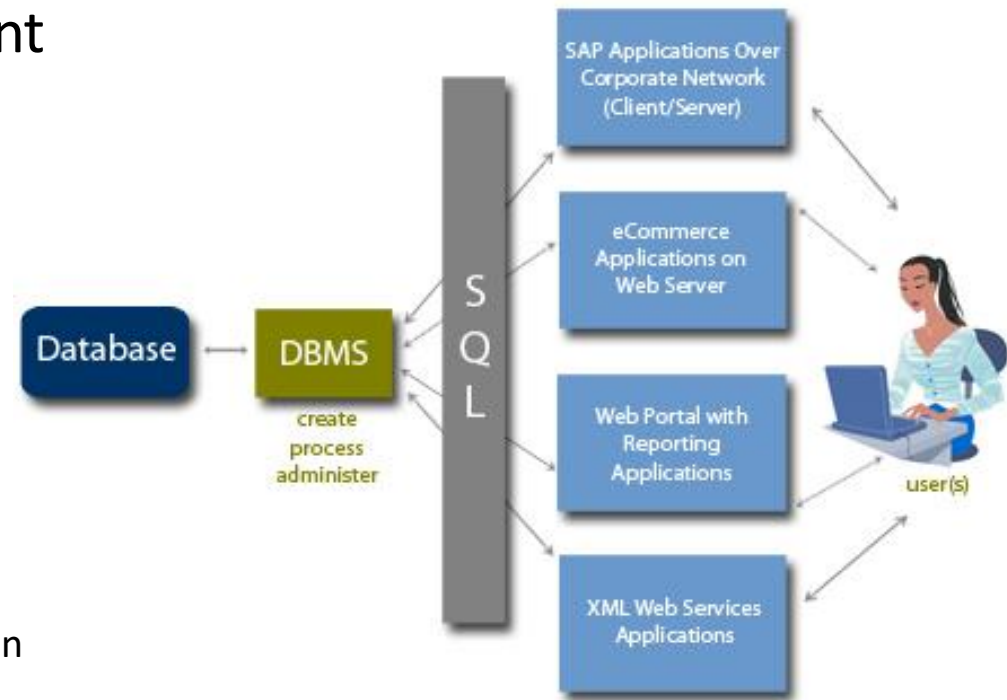 nt
SAP Applications Over
Corporate Network
(Client/Server)
eCommerce
Applications on
Web Server
S
Q
L
Database
DBMS
create
process
administer
Web Portal with
Reporting
Applications
user(s)
XML Web Services
Applications
n